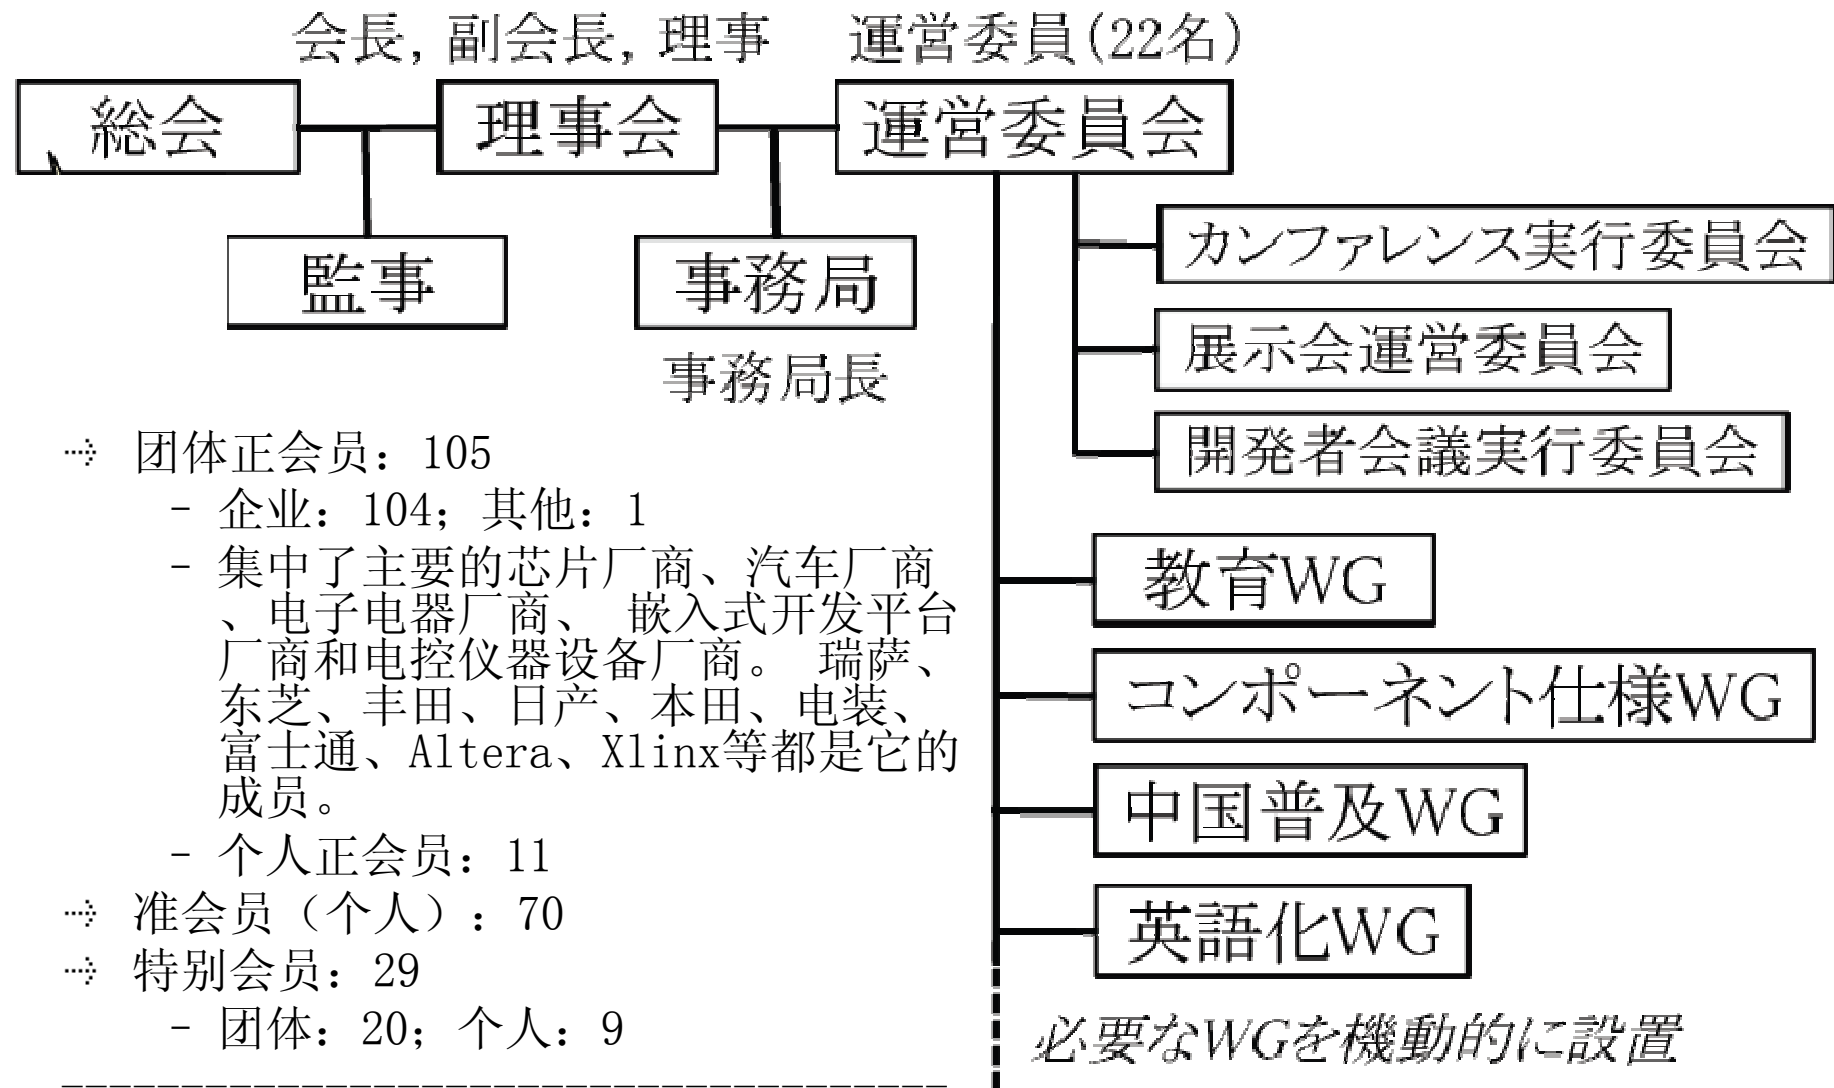 会長, 副会長, 理事 運営委員(22名)
総会 理事会 運営委員会
監事 事務局
事務局長
カンファレンス実行委員会
展示会運営委員会
開発者会議実行委員会
教育WG
コンポーネント仕様WG
中国普及WG
英語化WG
必要なWGを機動的に設置
团体正会员：105
- 企业：104；其他：1
- 集中了主要的芯片厂商、汽车厂商
、电子电器厂商、 嵌入式开发平台
厂商和电控仪器设备厂商。 瑞萨、
东芝、丰田、日产、本田、电装、
富士通、Altera、Xlinx等都是它的
成员。
- 个人正会员：11
准会员（个人）：70
特别会员：29
- 团体：20；个人：9